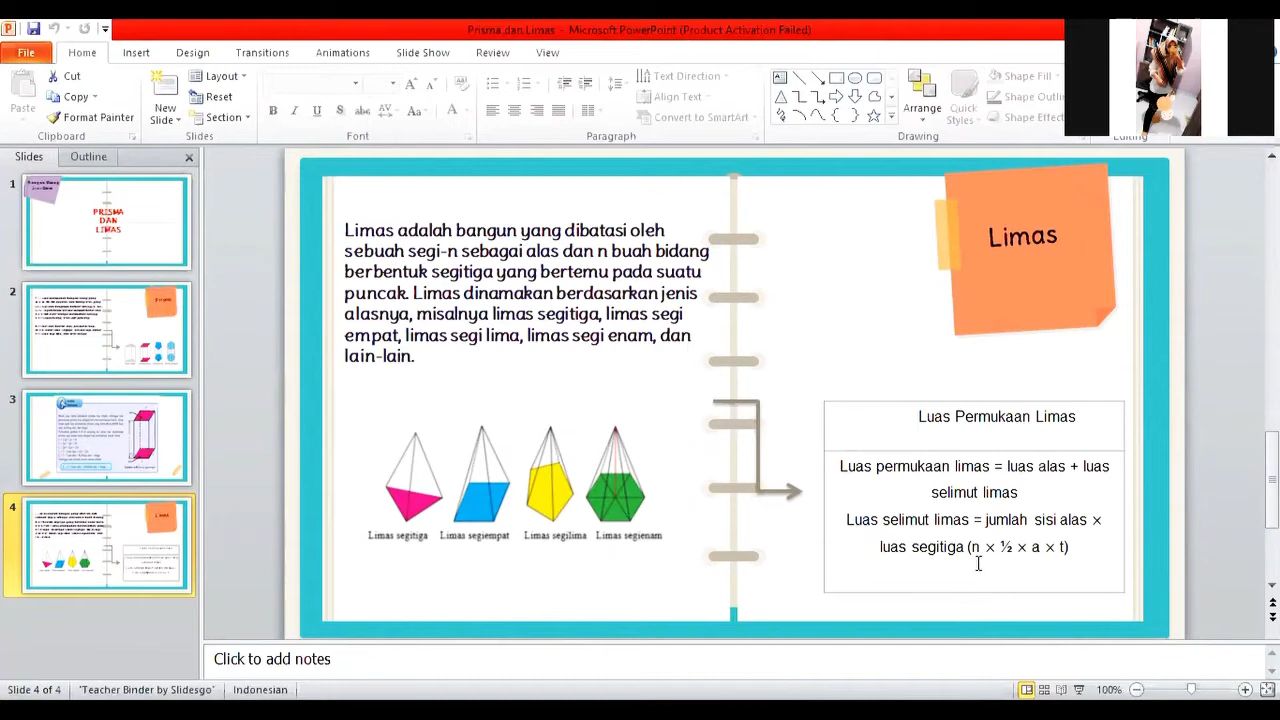 Prisma dan Limas - Microsoft PowerPoint (Product Activation Failed)
File Home Insert Design Transitions Animations Slide Show Review View
Paste
Cut
Copy
Format Painter
Clipboard
New
Slide
Layout
Reset
Section
Slides
Font
Text Direction
Align Text
Convert to SmartArt
Paragraph
Arrange
Quick
Styles
Shape Fill
Shape Outli
Shape Effect
Drawing
Editing
Slides Outline
1
PRISMA
DAN
LIMAS
2
3
4
Limas adalah bangun yang dibatasi oleh
sebuah segi-n sebagai alas dan n buah bidang
berbentuk segitiga yang bertemu pada suatu
puncak. Limas dinamakan berdasarkan jenis
alasnya, misalnya limas segitiga, limas segi
empat, limas segi lima, limas segi enam, dan
lain-lain.
Limas segitiga Limas segiempat Limas segilima Limas segienam
Limas
Luas Permukaan Limas
Luas permukaan limas = luas alas + luas
selimut limas
Luas selimut limas = jumlah sisi alas ×
luas segitiga (n × ½ × a × t)
Click to add notes
Slide 4 of 4 'Teacher Binder by Slidesgo' Indonesian 100%